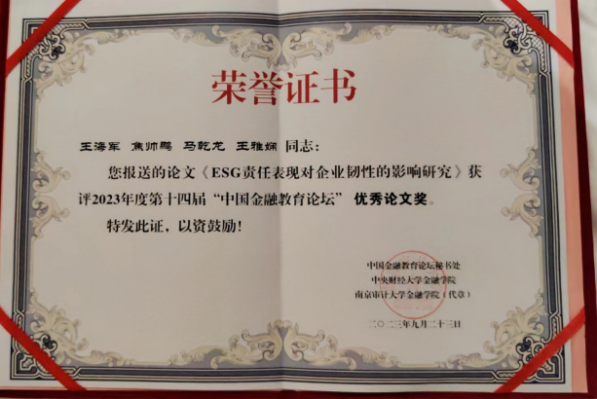 荣誉证书
王海军 焦帅鹏 马乾龙 王雅娴 同志：
您报送的论文《ESG责任表现对企业韧性的影响研究》获
评2023年度第十四届“中国金融教育论坛” 优秀论文奖。
特发此证，以资鼓励！
中国金融教育论坛秘书处
中央财经大学金融学院
南京审计大学金融学院（代章）
二〇二三年九月二十三日